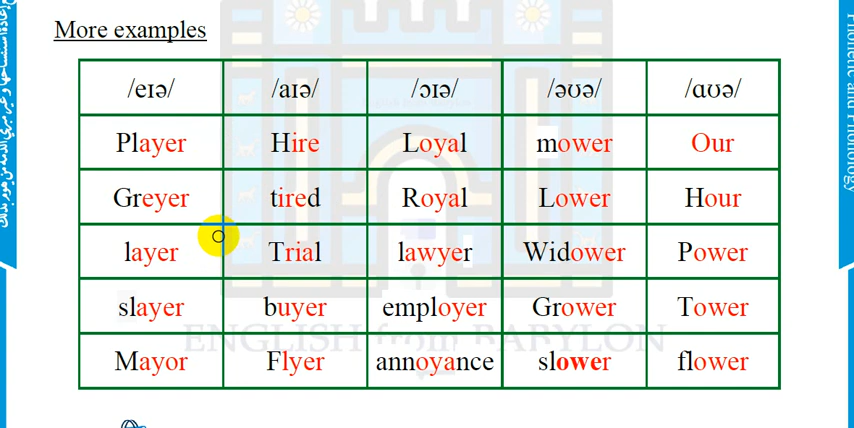 More examples
/eɪə/ /aɪə/ /ɔɪə/ /əʊə/ /ɑʊə/
Player Hire Loyal mower Our
Greyer tired Royal Lower Hour
layer Trial lawyer Widower Power
slayer buyer employer Grower Tower
Mayor Flyer annoyance slower flower
ENGLISH from BABYLON
Phonetic and Phonology